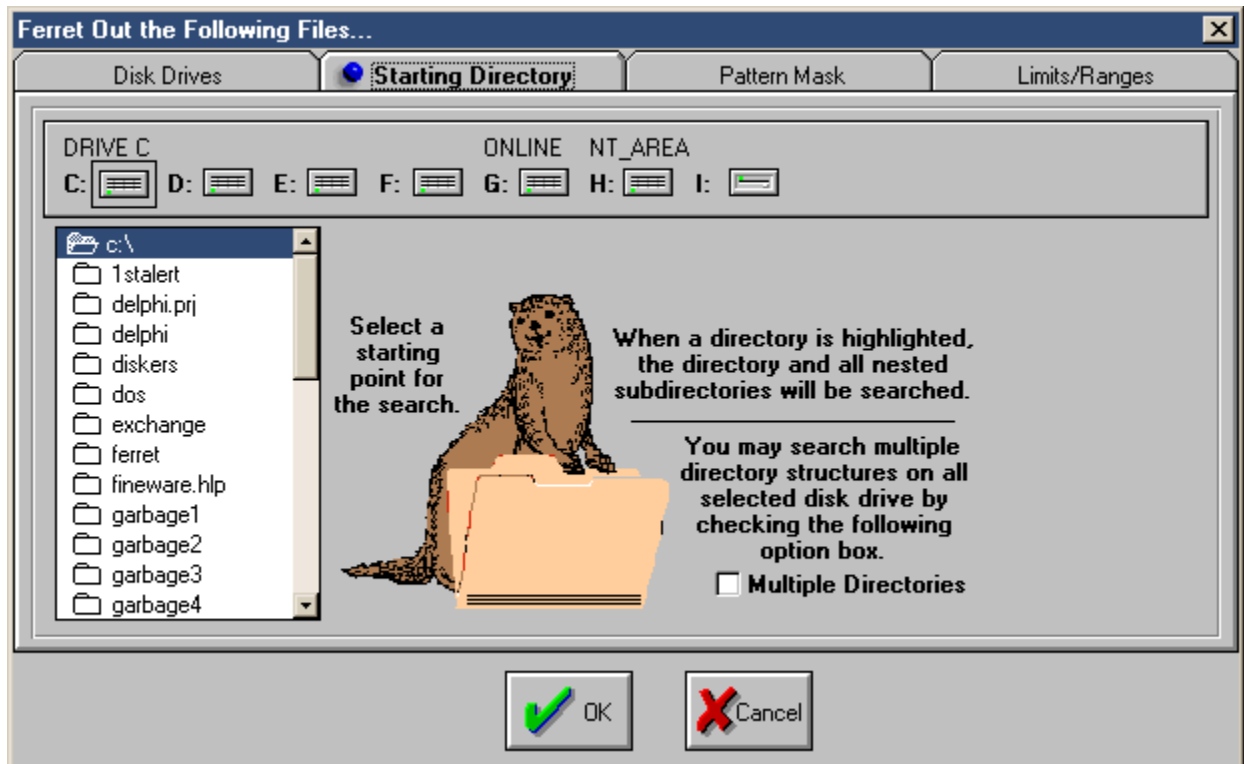 Ferret Out the Following Files...
Disk Drives Starting Directory Pattern Mask Limits/Ranges
DRIVE C ONLINE NT_AREA
C: D: E: F: G: H: I:
c:\
1stalert
delphi.prj
delphi
diskers
dos
exchange
ferret
fineware.hlp
garbage1
garbage2
garbage3
garbage4
Select a
starting
point for
the search.
When a directory is highlighted,
the directory and all nested
subdirectories will be searched.
You may search multiple
directory structures on all
selected disk drive by
checking the following
option box.
Multiple Directories
OK Cancel